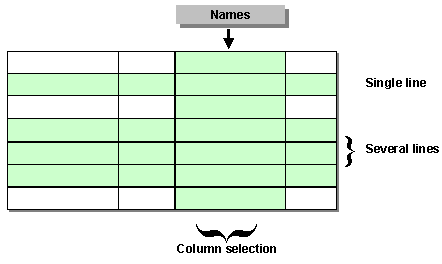 Names
Single line
Several lines
Column selection